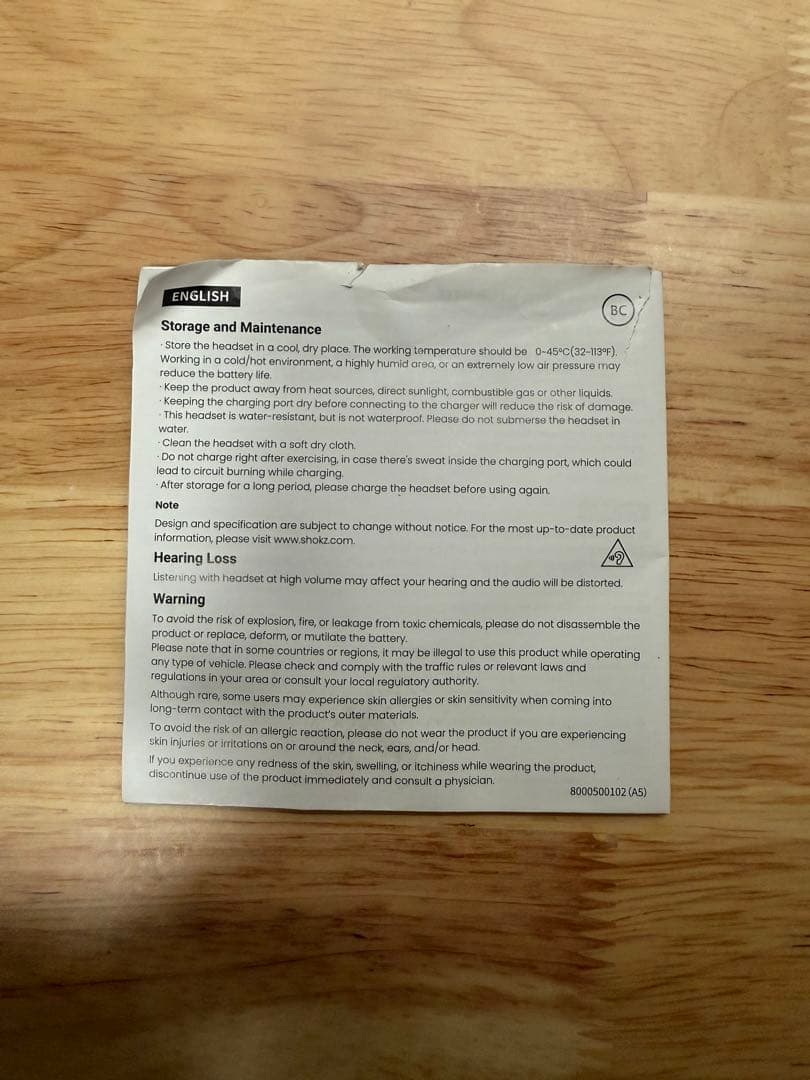 ENGLISH
BC
Storage and Maintenance
· Store the headset in a cool, dry place. The working temperature should be 0-45°C(32-113°F).
Working in a cold/hot environment, a highly humid area, or an extremely low air pressure may
reduce the battery life.
· Keep the product away from heat sources, direct sunlight, combustible gas or other liquids.
· Keeping the charging port dry before connecting to the charger will reduce the risk of damage.
· This headset is water-resistant, but is not waterproof. Please do not submerse the headset in
water.
· Clean the headset with a soft dry cloth.
· Do not charge right after exercising, in case there's sweat inside the charging port, which could
lead to circuit burning while charging.
· After storage for a long period, please charge the headset before using again.
Note
Design and specification are subject to change without notice. For the most up-to-date product
information, please visit www.shokz.com.
Hearing Loss
Listening with headset at high volume may affect your hearing and the audio will be distorted.
Warning
To avoid the risk of explosion, fire, or leakage from toxic chemicals, please do not disassemble the
product or replace, deform, or mutilate the battery.
Please note that in some countries or regions, it may be illegal to use this product while operating
any type of vehicle. Please check and comply with the traffic rules or relevant laws and
regulations in your area or consult your local regulatory authority.
Although rare, some users may experience skin allergies or skin sensitivity when coming into
long-term contact with the product's outer materials.
To avoid the risk of an allergic reaction, please do not wear the product if you are experiencing
skin injuries or irritations on or around the neck, ears, and/or head.
If you experience any redness of the skin, swelling, or itchiness while wearing the product,
discontinue use of the product immediately and consult a physician.
8000500102 (A5)